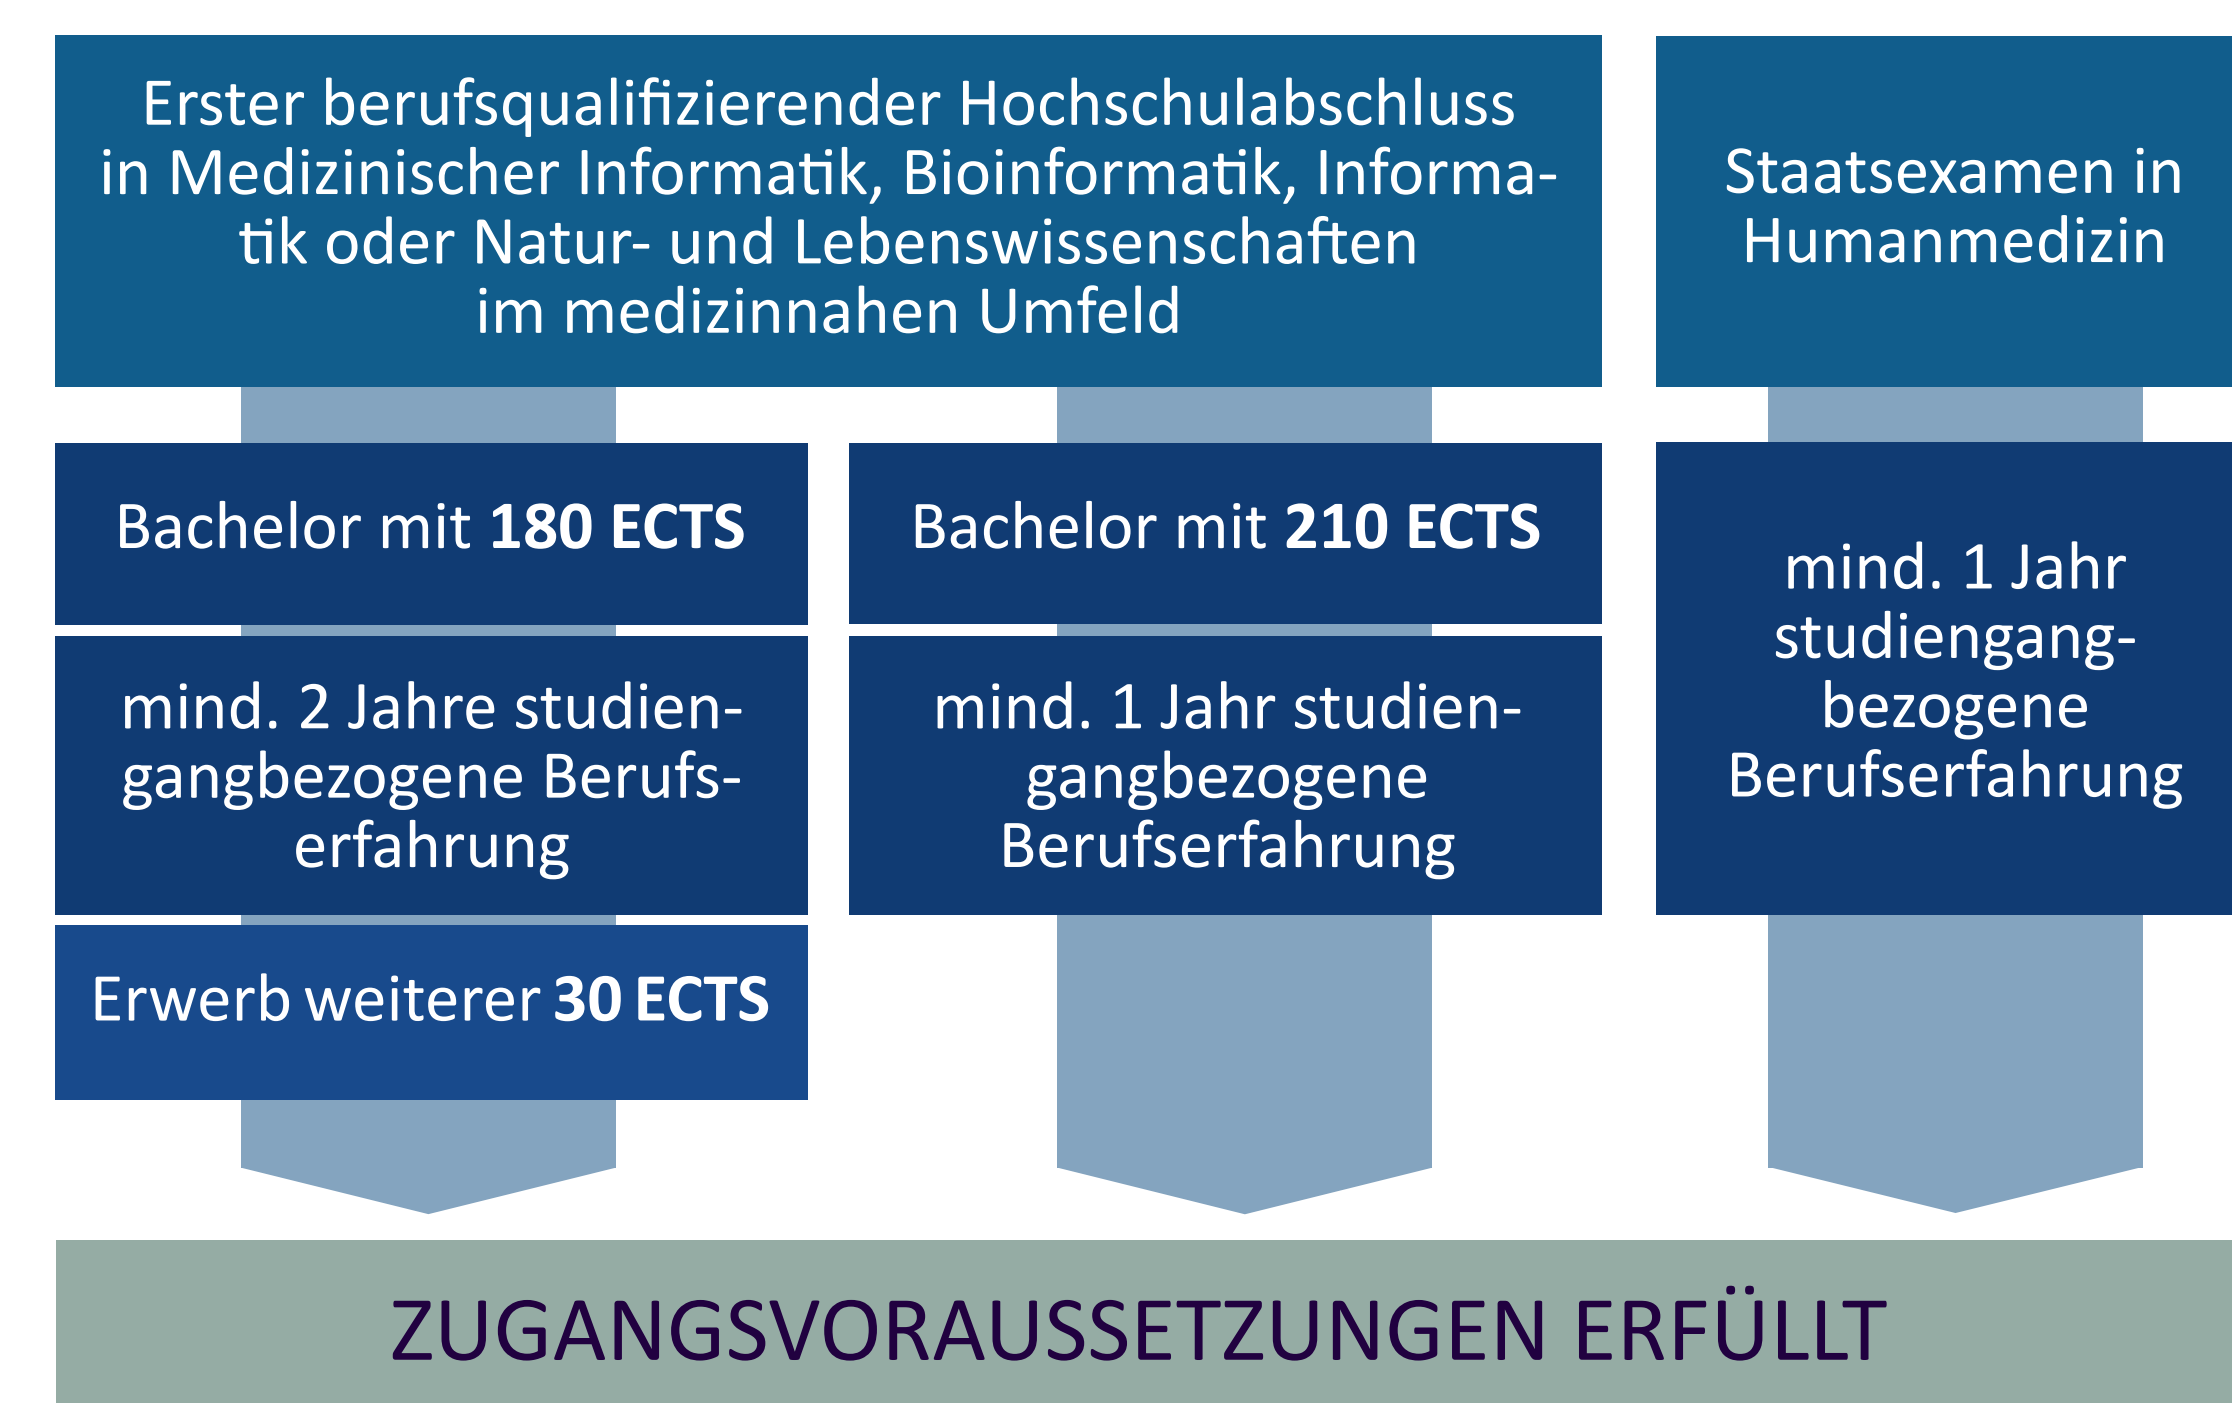 Erster berufsqualifizierender Hochschulabschluss
in Medizinischer Informatik, Bioinformatik, Informa-
tik oder Natur- und Lebenswissenschaften
im medizinnahen Umfeld
Staatsexamen in
Humanmedizin
Bachelor mit 180 ECTS
mind. 2 Jahre studien-
gangbezogene Berufs-
erfahrung
Erwerb weiterer 30 ECTS
Bachelor mit 210 ECTS
mind. 1 Jahr studien-
gangbezogene
Berufserfahrung
mind. 1 Jahr
studiengang-
bezogene
Berufserfahrung
ZUGANGSVORAUSSETZUNGEN ERFÜLLT